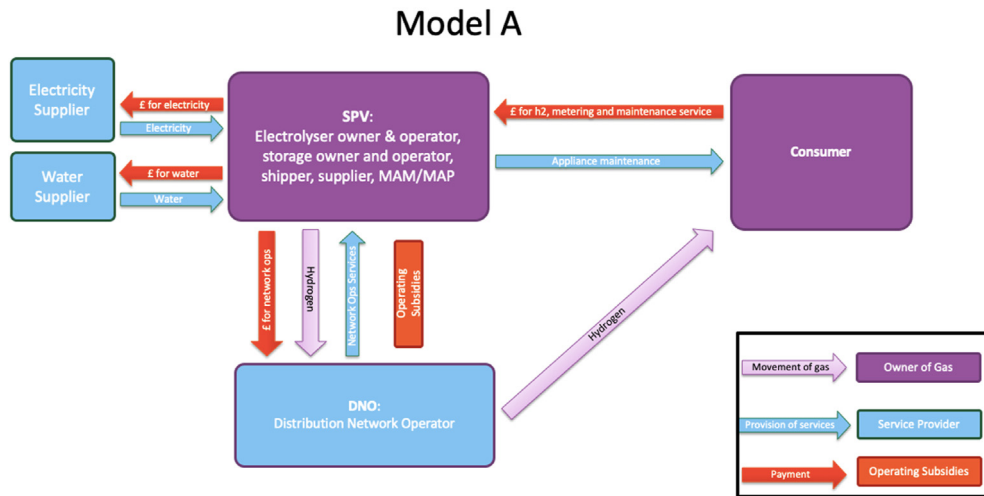 Model A
Electricity
Supplier
£ for electricity
Electricity
Water
Supplier
£ for water
Water
SPV:
Electrolyser owner & operator,
storage owner and operator,
shipper, supplier, MAM/MAP
£ for h2, metering and maintenance service
Appliance maintenance
Consumer
£ for network ops
Hydrogen
Network Ops Services
Operating
Subsidies
Hydrogen
DNO:
Distribution Network Operator
Movement of gas
Owner of Gas
Provision of services
Service Provider
Payment
Operating Subsidies